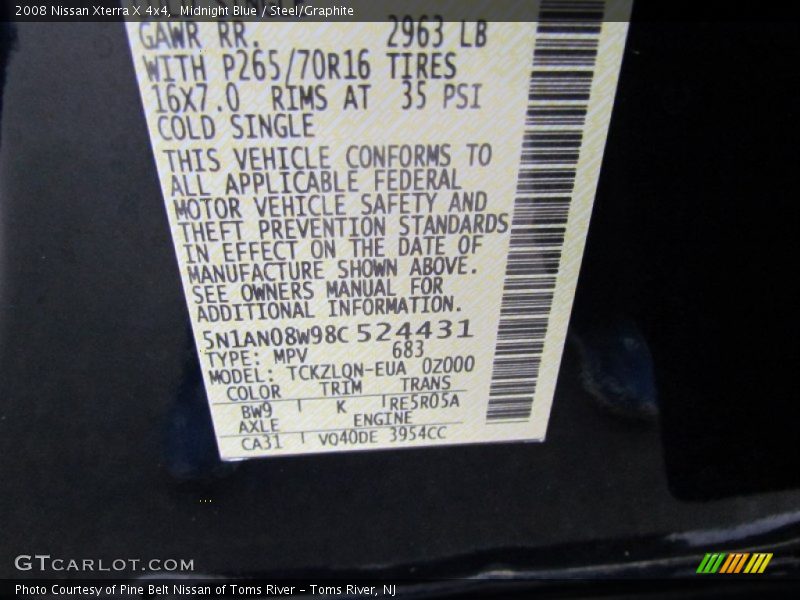 2008 Nissan Xterra X 4x4, Midnight Blue / Steel/Graphite
GAWR RR. 2963 LB
WITH P265/70R16 TIRES
16X7.0 RIMS AT 35 PSI
COLD SINGLE
THIS VEHICLE CONFORMS TO
ALL APPLICABLE FEDERAL
MOTOR VEHICLE SAFETY AND
THEFT PREVENTION STANDARDS
IN EFFECT ON THE DATE OF
MANUFACTURE SHOWN ABOVE.
SEE OWNERS MANUAL FOR
ADDITIONAL INFORMATION.
5N1AN08W98C 524431
TYPE: MPV 683
MODEL: TCKZLQN-EUA 0Z000
COLOR TRIM TRANS
BW9 K RE5R05A
AXLE ENGINE
CA31 VQ40DE 3954CC
GTCARLOT.COM
Photo Courtesy of Pine Belt Nissan of Toms River – Toms River, NJ